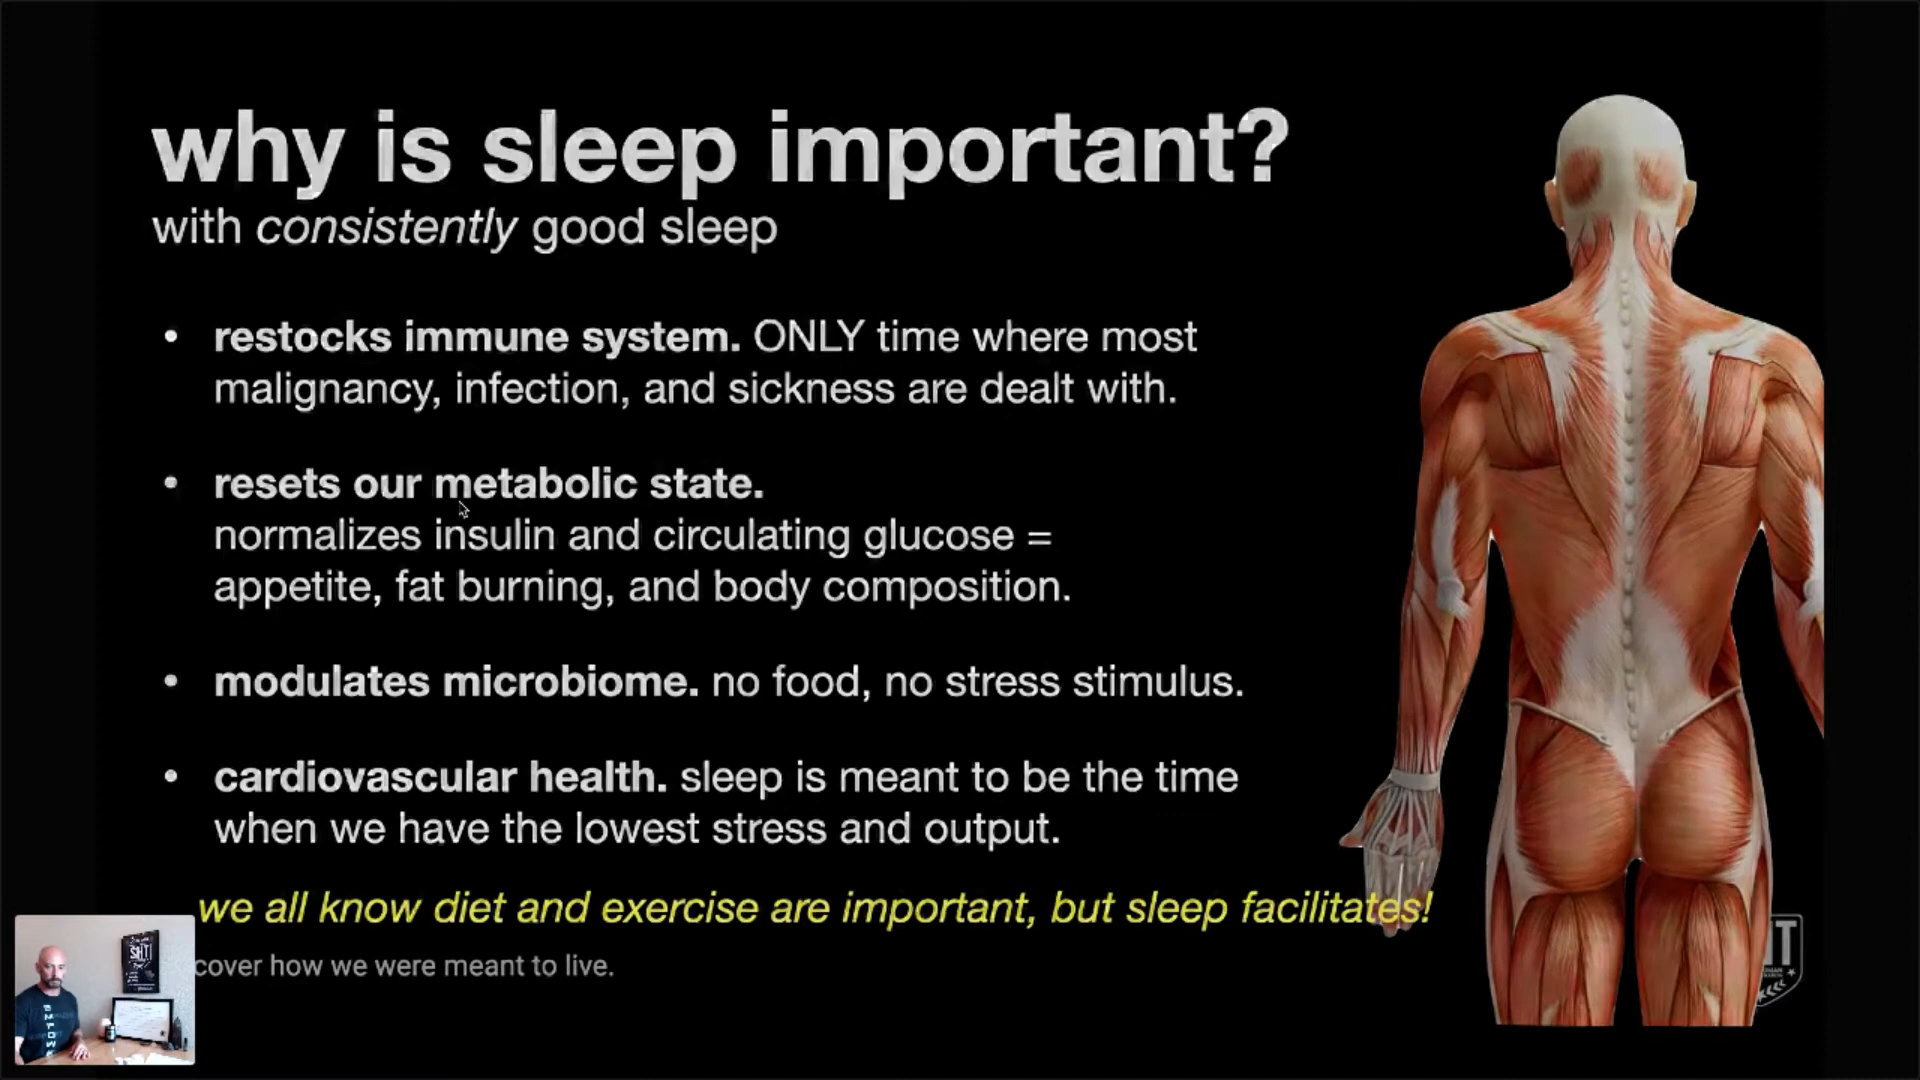 why is sleep important?
with consistently good sleep
• restocks immune system. ONLY time where most
malignancy, infection, and sickness are dealt with.
• resets our metabolic state.
normalizes insulin and circulating glucose =
appetite, fat burning, and body composition.
• modulates microbiome. no food, no stress stimulus.
• cardiovascular health. sleep is meant to be the time
when we have the lowest stress and output.
we all know diet and exercise are important, but sleep facilitates!
cover how we were meant to live.
SHT